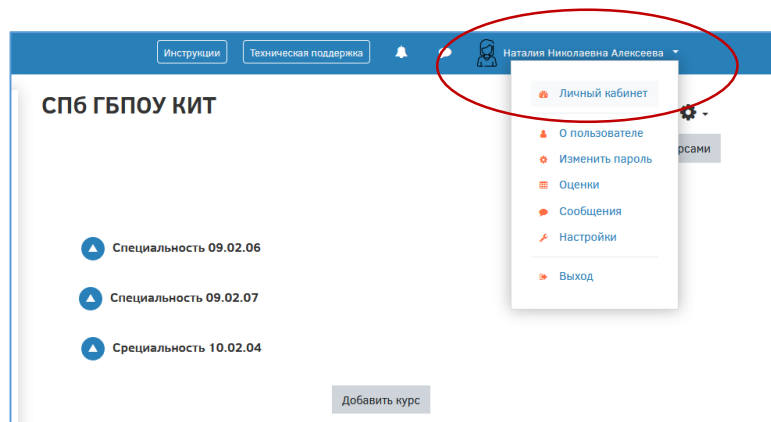 Инструкции Техническая поддержка Наталия Николаевна Алексеева
Личный кабинет
СПб ГБПОУ КИТ
О пользователе
рсами
Изменить пароль
Оценки
Сообщения
Настройки
Специальность 09.02.06
Выход
Специальность 09.02.07
Срециальность 10.02.04
Добавить курс